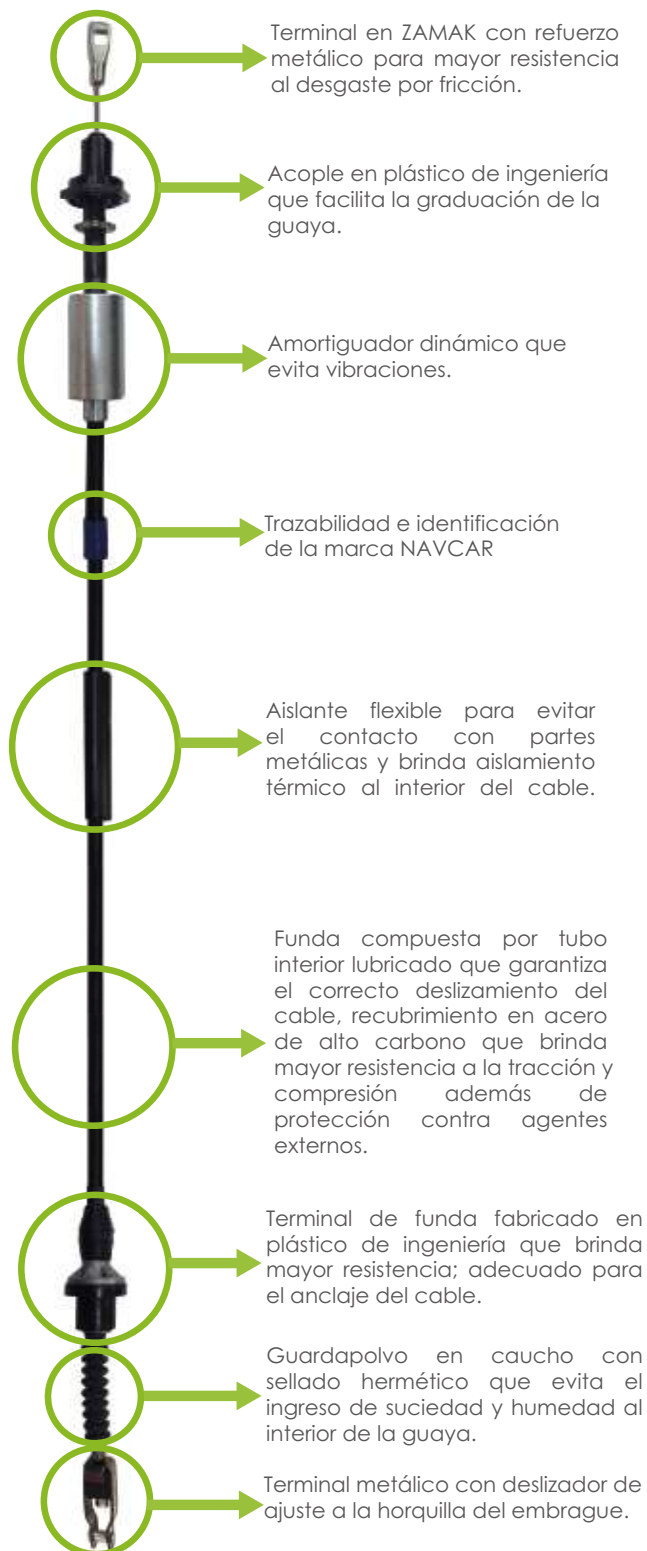 Terminal en ZAMAK con refuerzo
metálico para mayor resistencia
al desgaste por fricción.
Acople en plástico de ingeniería
que facilita la graduación de la
guaya.
Amortiguador dinámico que
evita vibraciones.
Trazabilidad e identificación
de la marca NAVCAR
Aislante flexible para evitar
el contacto con partes
metálicas y brinda aislamiento
térmico al interior del cable.
Funda compuesta por tubo
interior lubricado que garantiza
el correcto deslizamiento del
cable, recubrimiento en acero
de alto carbono que brinda
mayor resistencia a la tracción y
compresión además de
protección contra agentes
externos.
Terminal de funda fabricado en
plástico de ingeniería que brinda
mayor resistencia; adecuado para
el anclaje del cable.
Guardapolvo en caucho con
sellado hermético que evita el
ingreso de suciedad y humedad al
interior de la guaya.
Terminal metálico con deslizador de
ajuste a la horquilla del embrague.